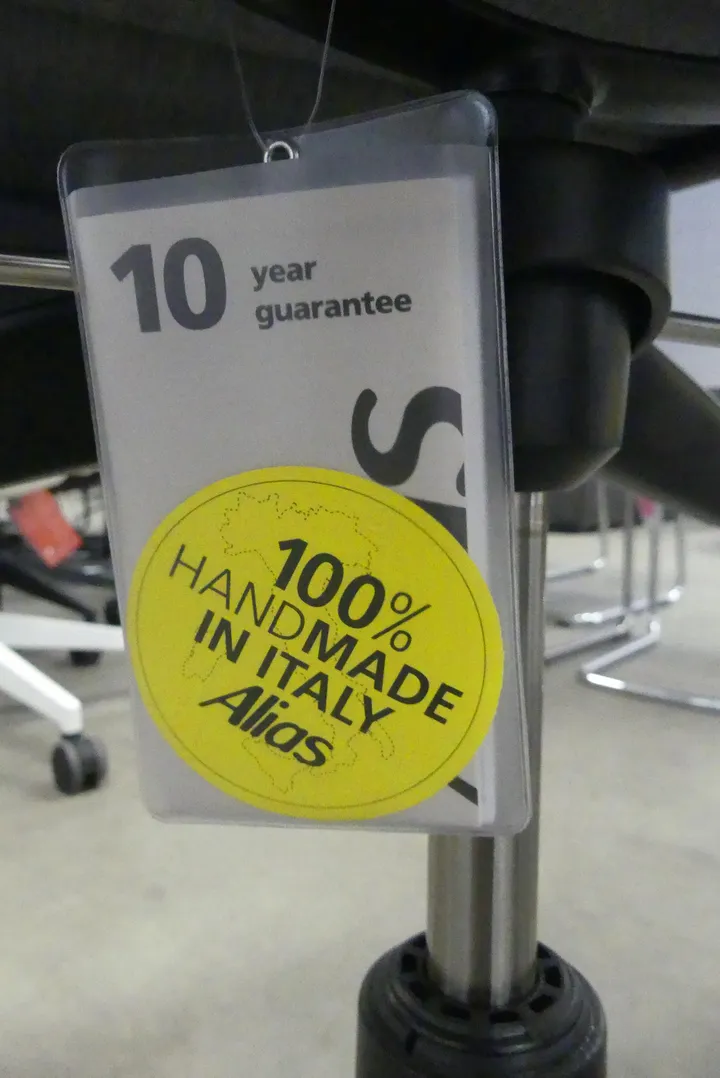 10 year
guarantee
100%
HANDMADE
IN ITALY
Alias